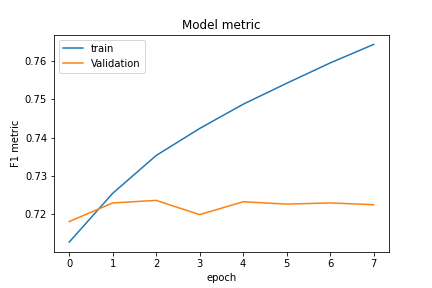 Model metric
train
Validation
F1 metric
0.76
0.75
0.74
0.73
0.72
0 1 2 3 4 5 6 7
epoch